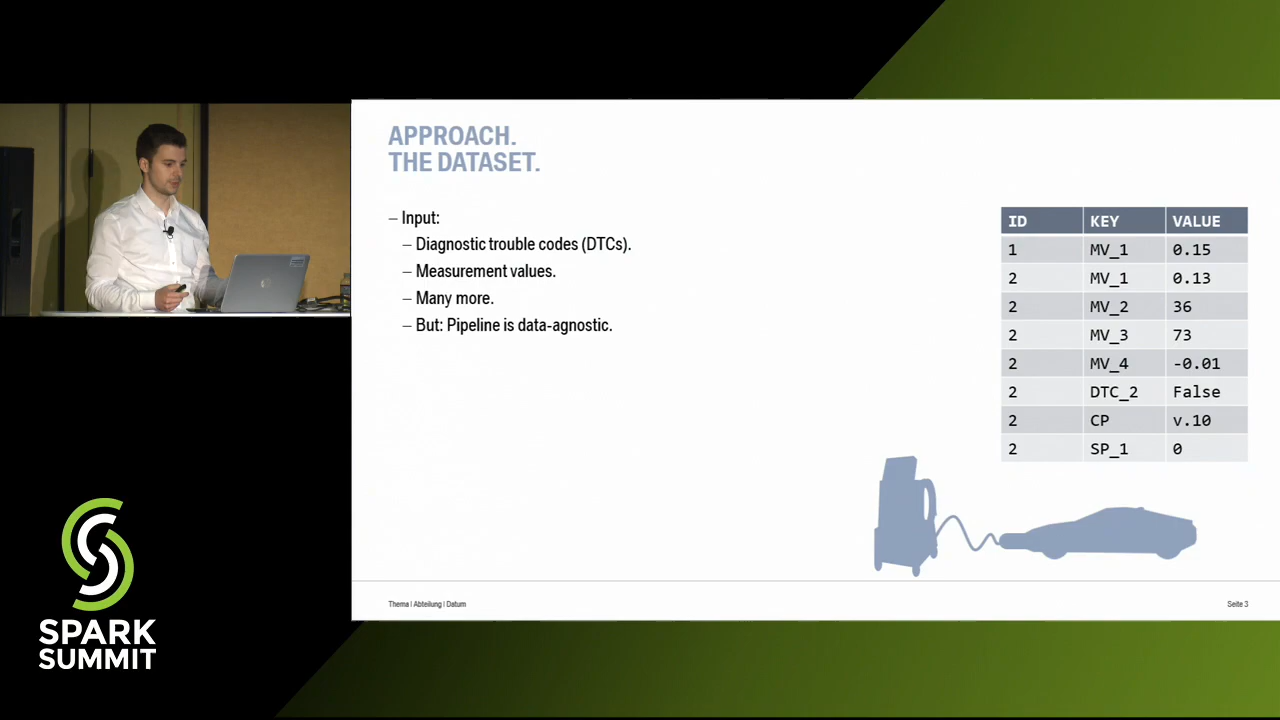 APPROACH.
THE DATASET.
– Input:
– Diagnostic trouble codes (DTCs).
– Measurement values.
– Many more.
– But: Pipeline is data-agnostic.
ID KEY VALUE
1 MV_1 0.15
2 MV_1 0.13
2 MV_2 36
2 MV_3 73
2 MV_4 -0.01
2 DTC_2 False
2 CP v.10
2 SP_1 0
Thema | Abteilung | Datum
Seite 3
SPARK
SUMMIT